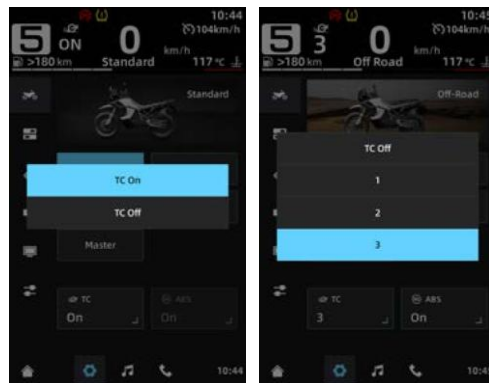 10:44
5 ON 0 km/h 104km/h
>180 km Standard 117 °C
Standard
TC On
TC Off
Master
TC
On
ABS
On
10:44
10:45
5 3 0 km/h 104km/h
>180 km Off Road 117 °C
Off-Road
TC Off
1
2
3
TC
3
ABS
On
10:45